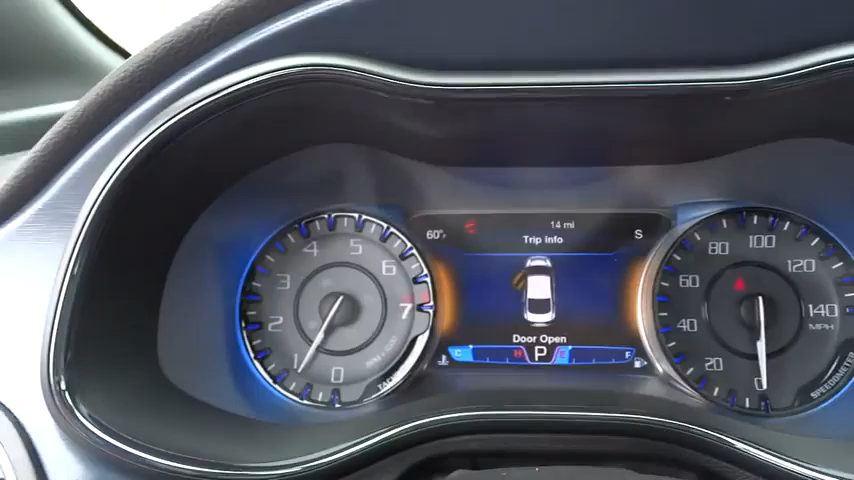 60°F
14 mi
S
Trip Info
Door Open
C H P E F
0 1 2 3 4 5 6 7
TACH
0 20 40 60 80 100 120 140
MPH
SPEEDOMETER